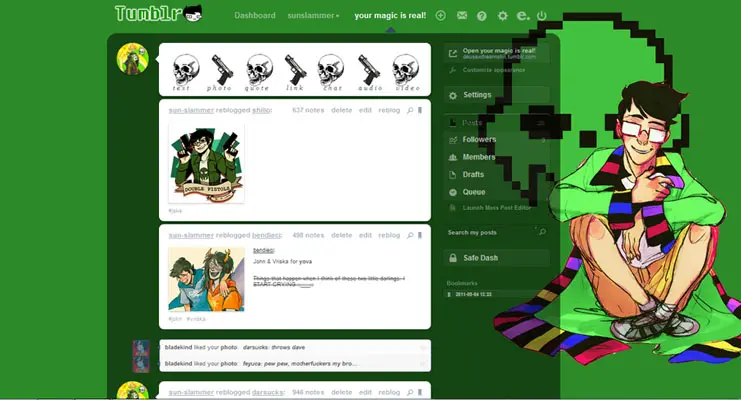 Tumblr
Dashboard sunslammer your magic is real!
text photo quote link chat audio video
Open your magic is real!
Customize appearance
Settings
Posts
Followers
Members
Drafts
Queue
Launch Mass Post Editor
Search my posts
Safe Dash
Bookmarks
sun-slammer reblogged shilio: 637 notes delete edit reblog
DOUBLE PISTOLS
#jake
sun-slammer reblogged bendieci: 488 notes delete edit reblog
bendieci:
John & Vriska for yova
Things that happen when I think of these two little darlings. I
START CRYING
#john #vriska
bladekind liked your photo: darsucks: throws dave
bladekind liked your photo: feyuca: pew pew, motherfuckers my bro...
sun-slammer reblogged darsucks: 946 notes delete edit reblog